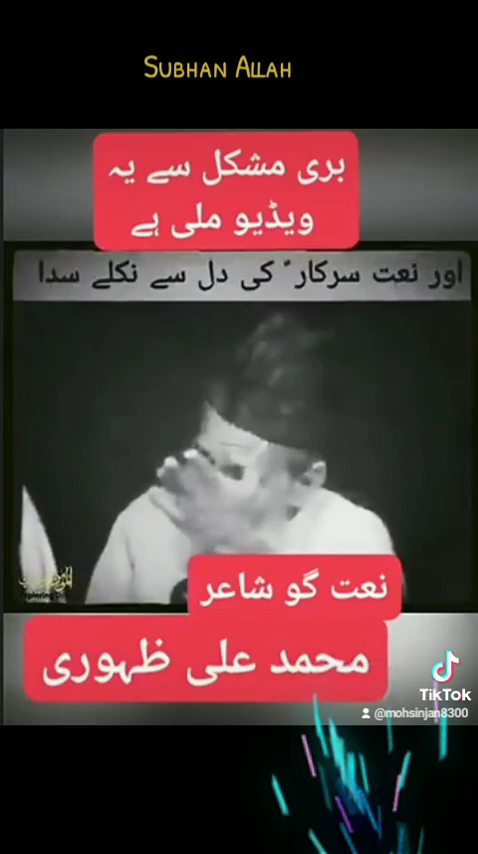 SUBHAN ALLAH
بری مشکل سے یہ
ویڈیو ملی ہے
اور نعت سرکارؐ کی دل سے نکلے سدا
نعت گو شاعر
محمد علی ظہوری
TikTok
@mohsinjan8300